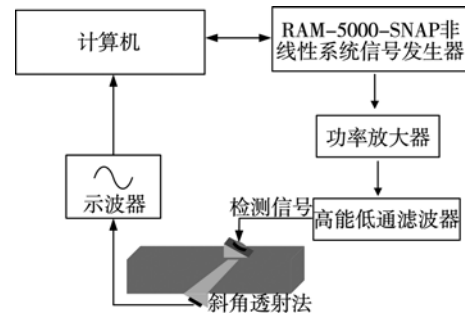 计算机
RAM-5000-SNAP非
线性系统信号发生器
功率放大器
示波器
检测信号
高能低通滤波器
斜角透射法